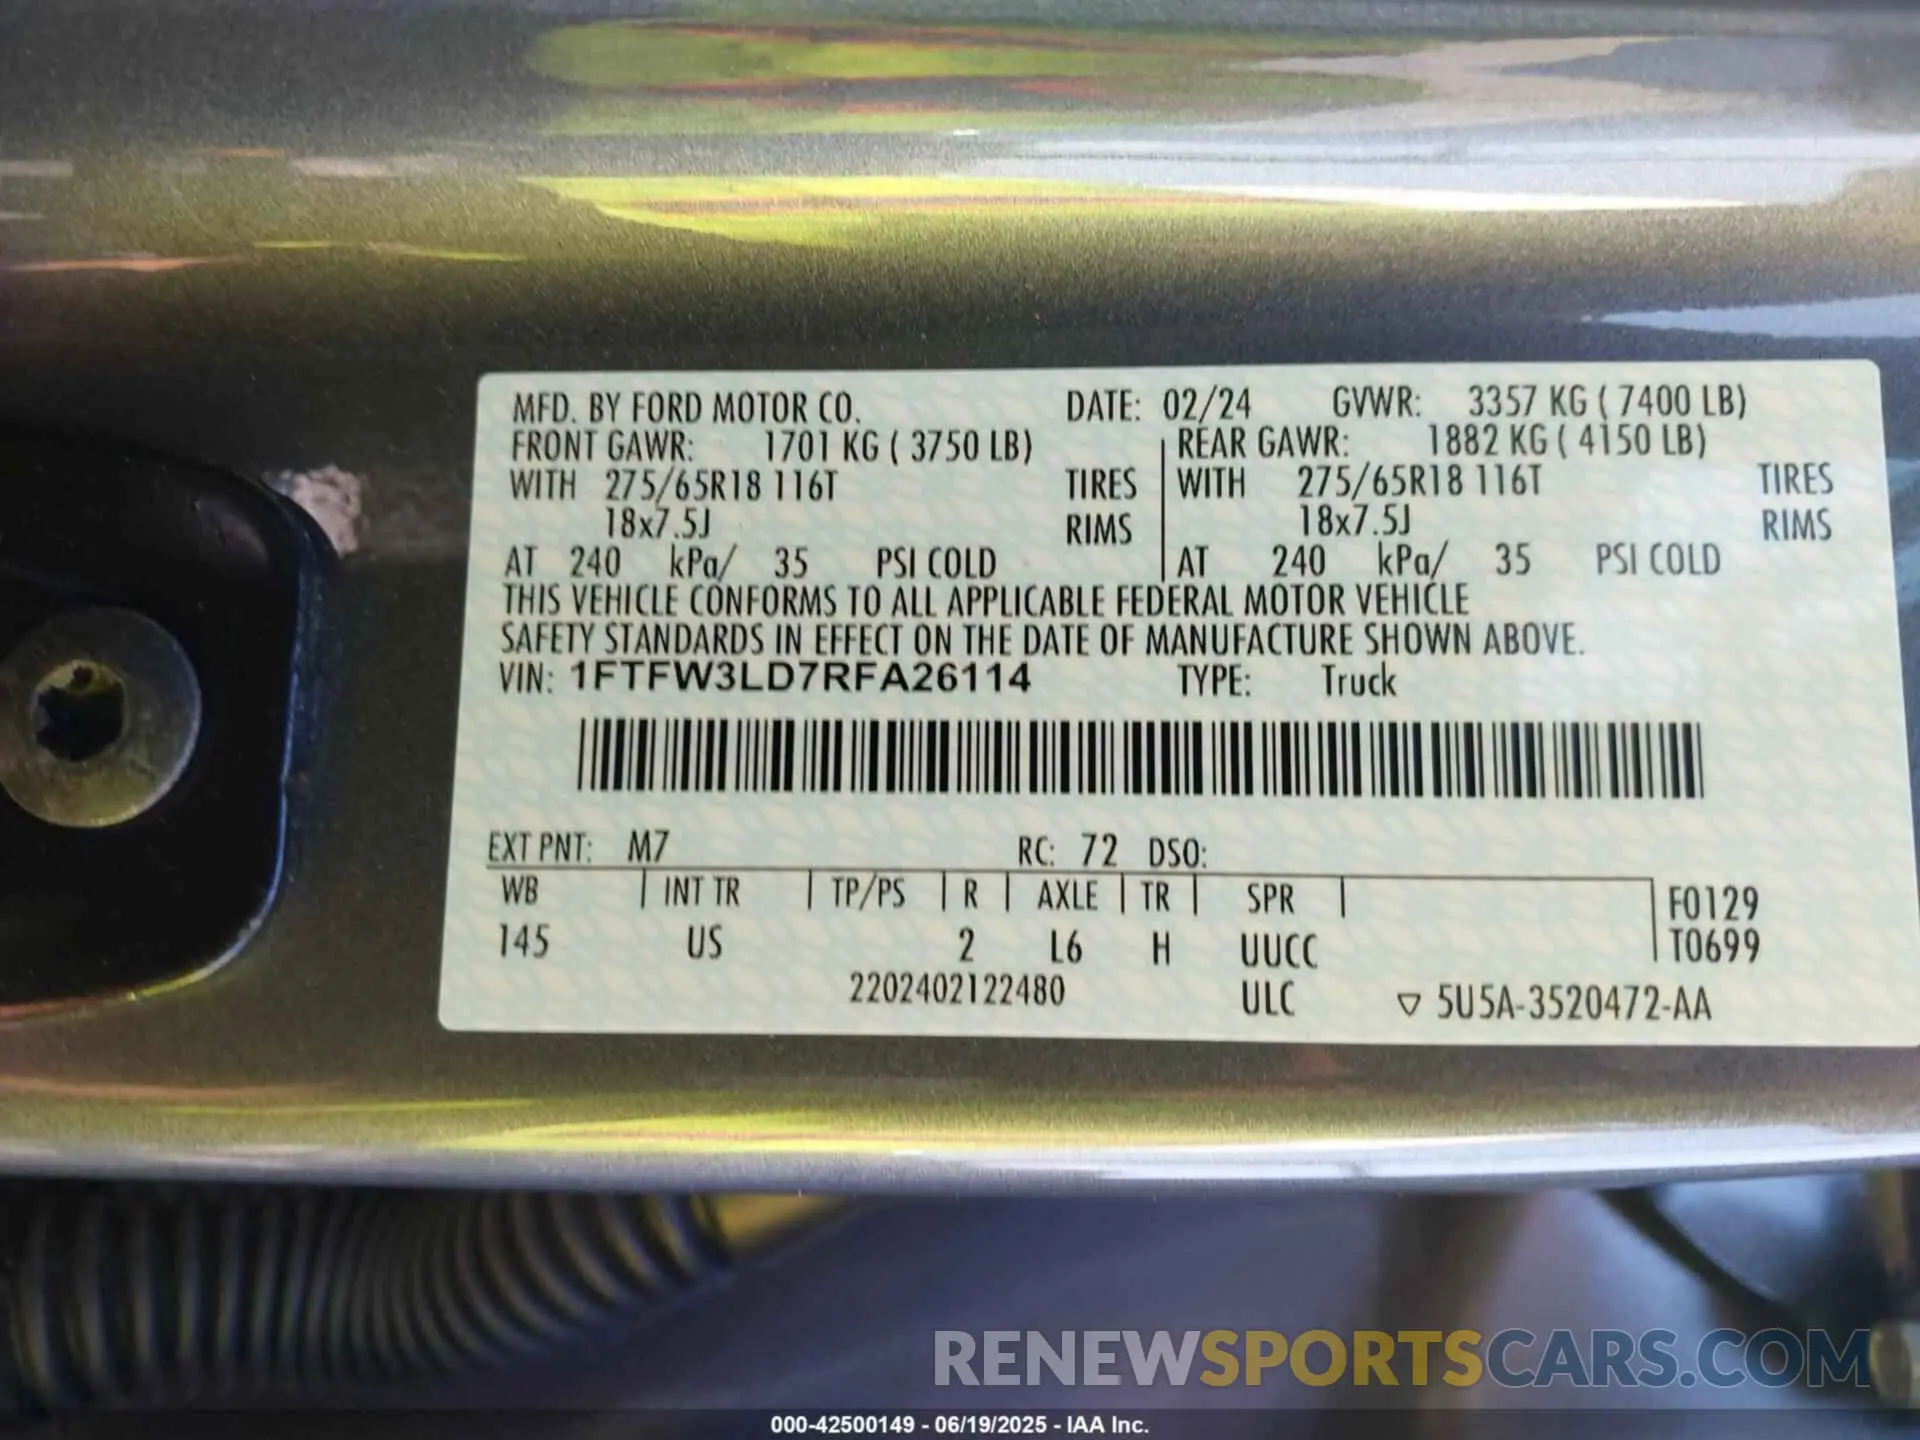 MFD. BY FORD MOTOR CO. DATE: 02/24 GVWR: 3357 KG ( 7400 LB)
FRONT GAWR: 1701 KG ( 3750 LB) REAR GAWR: 1882 KG ( 4150 LB)
WITH 275/65R18 116T TIRES WITH 275/65R18 116T TIRES
18x7.5J RIMS 18x7.5J RIMS
AT 240 kPa/ 35 PSI COLD AT 240 kPa/ 35 PSI COLD
THIS VEHICLE CONFORMS TO ALL APPLICABLE FEDERAL MOTOR VEHICLE
SAFETY STANDARDS IN EFFECT ON THE DATE OF MANUFACTURE SHOWN ABOVE.
VIN: 1FTFW3LD7RFA26114 TYPE: Truck
EXT PNT: M7 RC: 72 DSO:
WB INT TR TP/PS R AXLE TR SPR F0129
145 US 2 L6 H UUCC T0699
2202402122480 ULC ▽ 5U5A-3520472-AA
RENEWSPORTSCARS.COM
000-42500149 - 06/19/2025 - IAA Inc.